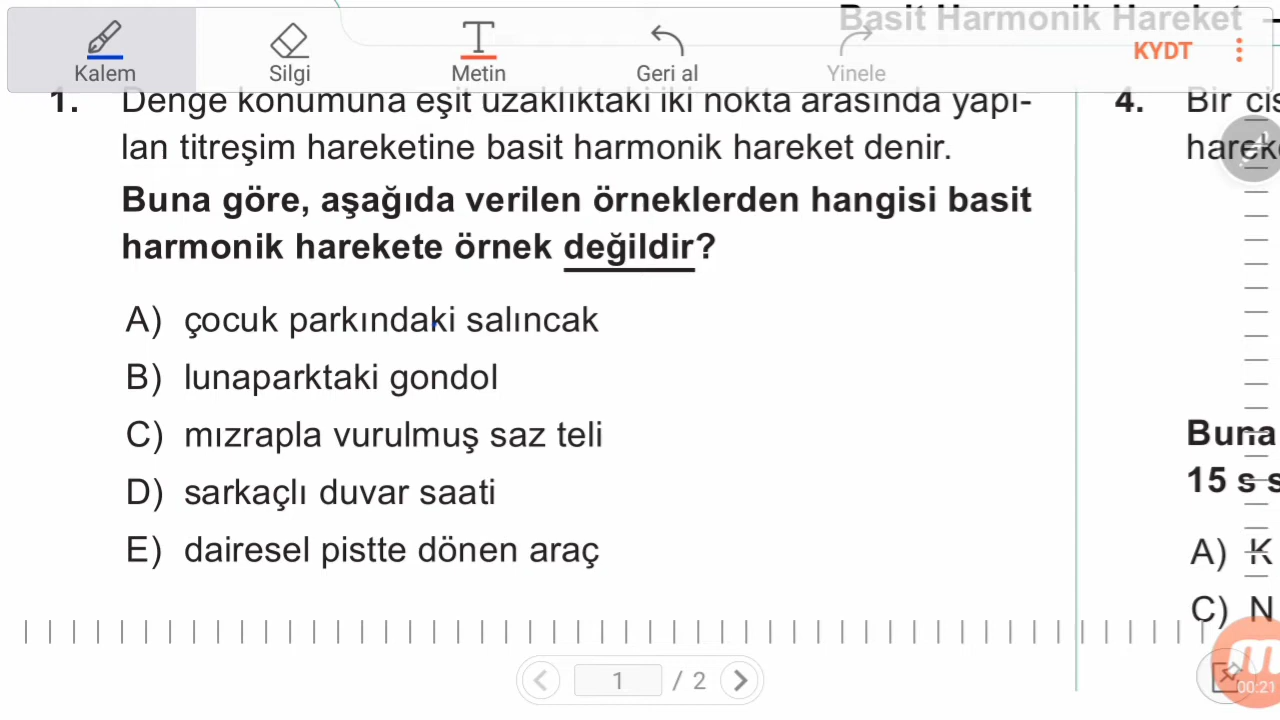 Basit Harmonik Hareket
Kalem
Silgi
Metin
Geri al
Yinele
KYDT
1. Denge konumuna eşit uzaklıktaki iki nokta arasında yapı-
lan titreşim hareketine basit harmonik hareket denir.
Buna göre, aşağıda verilen örneklerden hangisi basit
harmonik harekete örnek değildir?
A) çocuk parkındaki salıncak
B) lunaparktaki gondol
C) mızrapla vurulmuş saz teli
D) sarkaçlı duvar saati
E) dairesel pistte dönen araç
4. Bir cis
hareke
Buna
15 s s
A) K
C) N
1 / 2
00:21